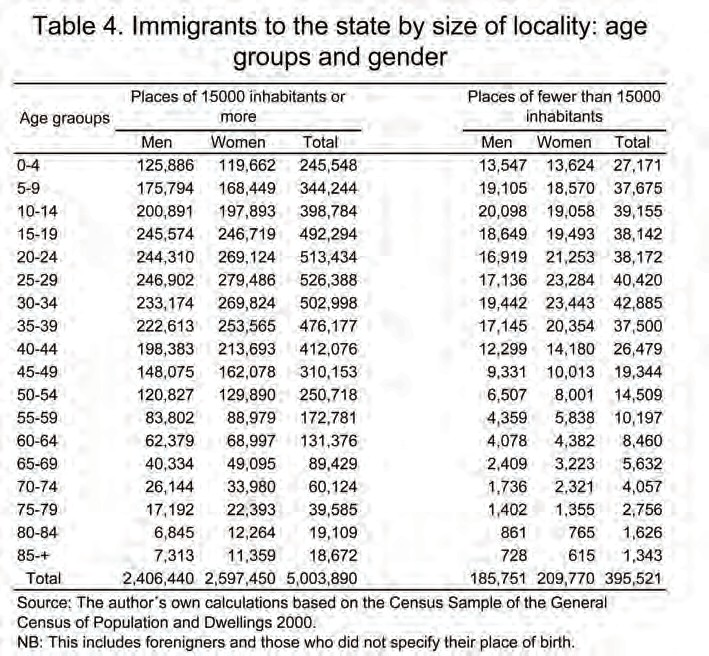 Table 4. Immigrants to the state by size of locality: age
groups and gender
Age graoups Places of 15000 inhabitants or more Places of fewer than 15000 inhabitants
Men Women Total Men Women Total
0-4 125,886 119,662 245,548 13,547 13,624 27,171
5-9 175,794 168,449 344,244 19,105 18,570 37,675
10-14 200,891 197,893 398,784 20,098 19,058 39,155
15-19 245,574 246,719 492,294 18,649 19,493 38,142
20-24 244,310 269,124 513,434 16,919 21,253 38,172
25-29 246,902 279,486 526,388 17,136 23,284 40,420
30-34 233,174 269,824 502,998 19,442 23,443 42,885
35-39 222,613 253,565 476,177 17,145 20,354 37,500
40-44 198,383 213,693 412,076 12,299 14,180 26,479
45-49 148,075 162,078 310,153 9,331 10,013 19,344
50-54 120,827 129,890 250,718 6,507 8,001 14,509
55-59 83,802 88,979 172,781 4,359 5,838 10,197
60-64 62,379 68,997 131,376 4,078 4,382 8,460
65-69 40,334 49,095 89,429 2,409 3,223 5,632
70-74 26,144 33,980 60,124 1,736 2,321 4,057
75-79 17,192 22,393 39,585 1,402 1,355 2,756
80-84 6,845 12,264 19,109 861 765 1,626
85-+ 7,313 11,359 18,672 728 615 1,343
Total 2,406,440 2,597,450 5,003,890 185,751 209,770 395,521
Source: The author´s own calculations based on the Census Sample of the General
Census of Population and Dwellings 2000.
NB: This includes forenigners and those who did not specify their place of birth.